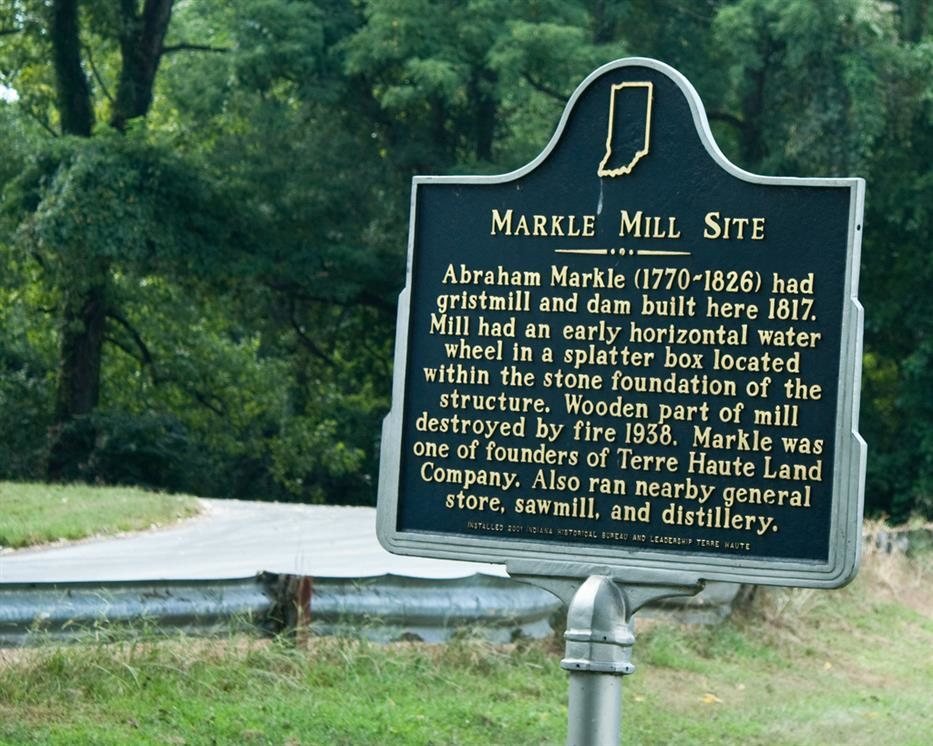 Markle Mill Site
Abraham Markle (1770-1826) had
gristmill and dam built here 1817.
Mill had an early horizontal water
wheel in a splatter box located
within the stone foundation of the
structure. Wooden part of mill
destroyed by fire 1938. Markle was
one of founders of Terre Haute Land
Company. Also ran nearby general
store, sawmill, and distillery.
INSTALLED 2001 INDIANA HISTORICAL BUREAU AND LEADERSHIP TERRE HAUTE